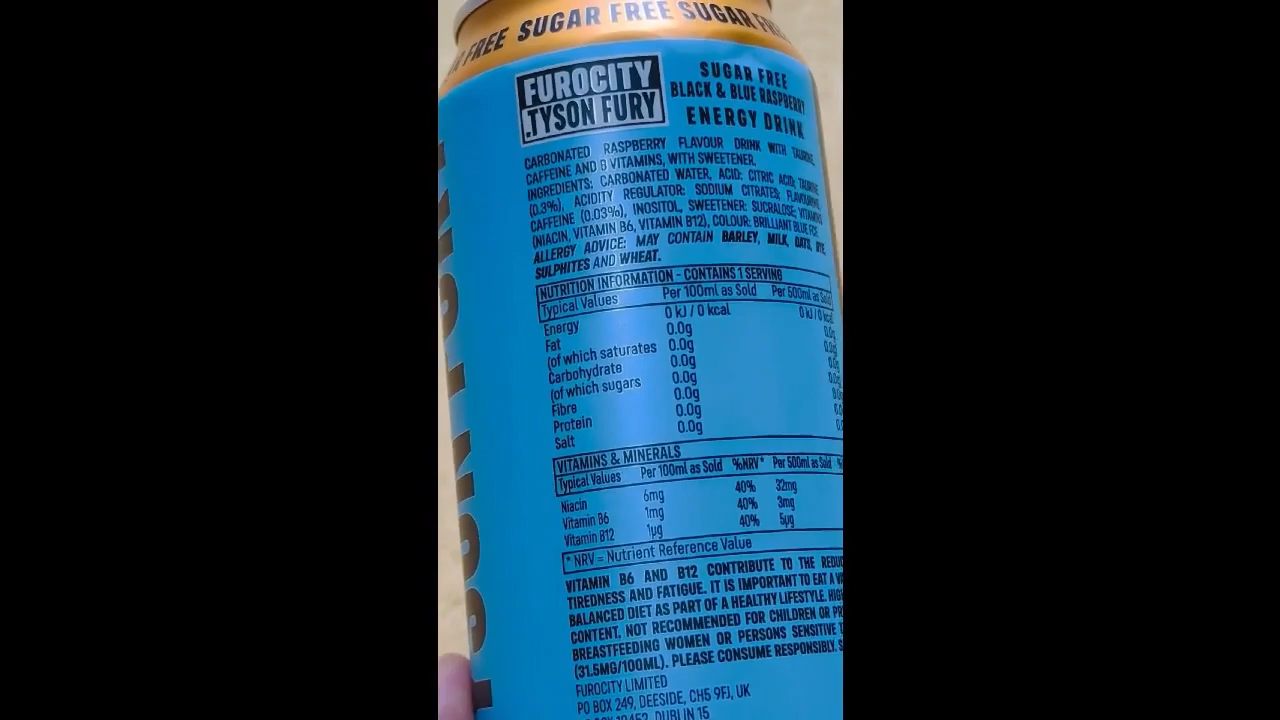 FREE SUGAR FREE SUGAR
FUROCITY
.TYSON FURY
SUGAR FREE
BLACK & BLUE RASPBERRY
ENERGY DRINK
CARBONATED RASPBERRY FLAVOUR DRINK WITH TAURINE,
CAFFEINE AND B VITAMINS, WITH SWEETENER.
INGREDIENTS: CARBONATED WATER, ACID: CITRIC ACID; TAURINE
(0.3%), ACIDITY REGULATOR: SODIUM CITRATES; FLAVOURING,
CAFFEINE (0.03%), INOSITOL, SWEETENER: SUCRALOSE; VITAMINS
(NIACIN, VITAMIN B6, VITAMIN B12), COLOUR: BRILLIANT BLUE FCF.
ALLERGY ADVICE: MAY CONTAIN BARLEY, MILK, OATS, RYE,
SULPHITES AND WHEAT.
NUTRITION INFORMATION - CONTAINS 1 SERVING
Typical Values Per 100ml as Sold Per 500ml as Sold
Energy 0 kJ / 0 kcal 0 kJ / 0 kcal
Fat 0.0g 0.0g
(of which saturates 0.0g 0.0g
Carbohydrate 0.0g 0.0g
(of which sugars 0.0g 0.0g
Fibre 0.0g
Protein 0.0g
Salt 0.0g
VITAMINS & MINERALS
Typical Values Per 100ml as Sold %NRV* Per 500ml as Sold
Niacin 6mg 40% 32mg
Vitamin B6 1mg 40% 3mg
Vitamin B12 1µg 40% 5µg
* NRV = Nutrient Reference Value
VITAMIN B6 AND B12 CONTRIBUTE TO THE
TIREDNESS AND FATIGUE. IT IS IMPORTANT TO EAT A
BALANCED DIET AS PART OF A HEALTHY LIFESTYLE.
CONTENT. NOT RECOMMENDED FOR CHILDREN OR
BREASTFEEDING WOMEN OR PERSONS SENSITIVE
(31.5MG/100ML). PLEASE CONSUME RESPONSIBLY.
FUROCITY LIMITED
PO BOX 249, DEESIDE, CH5 9FJ, UK
DUBLIN 15